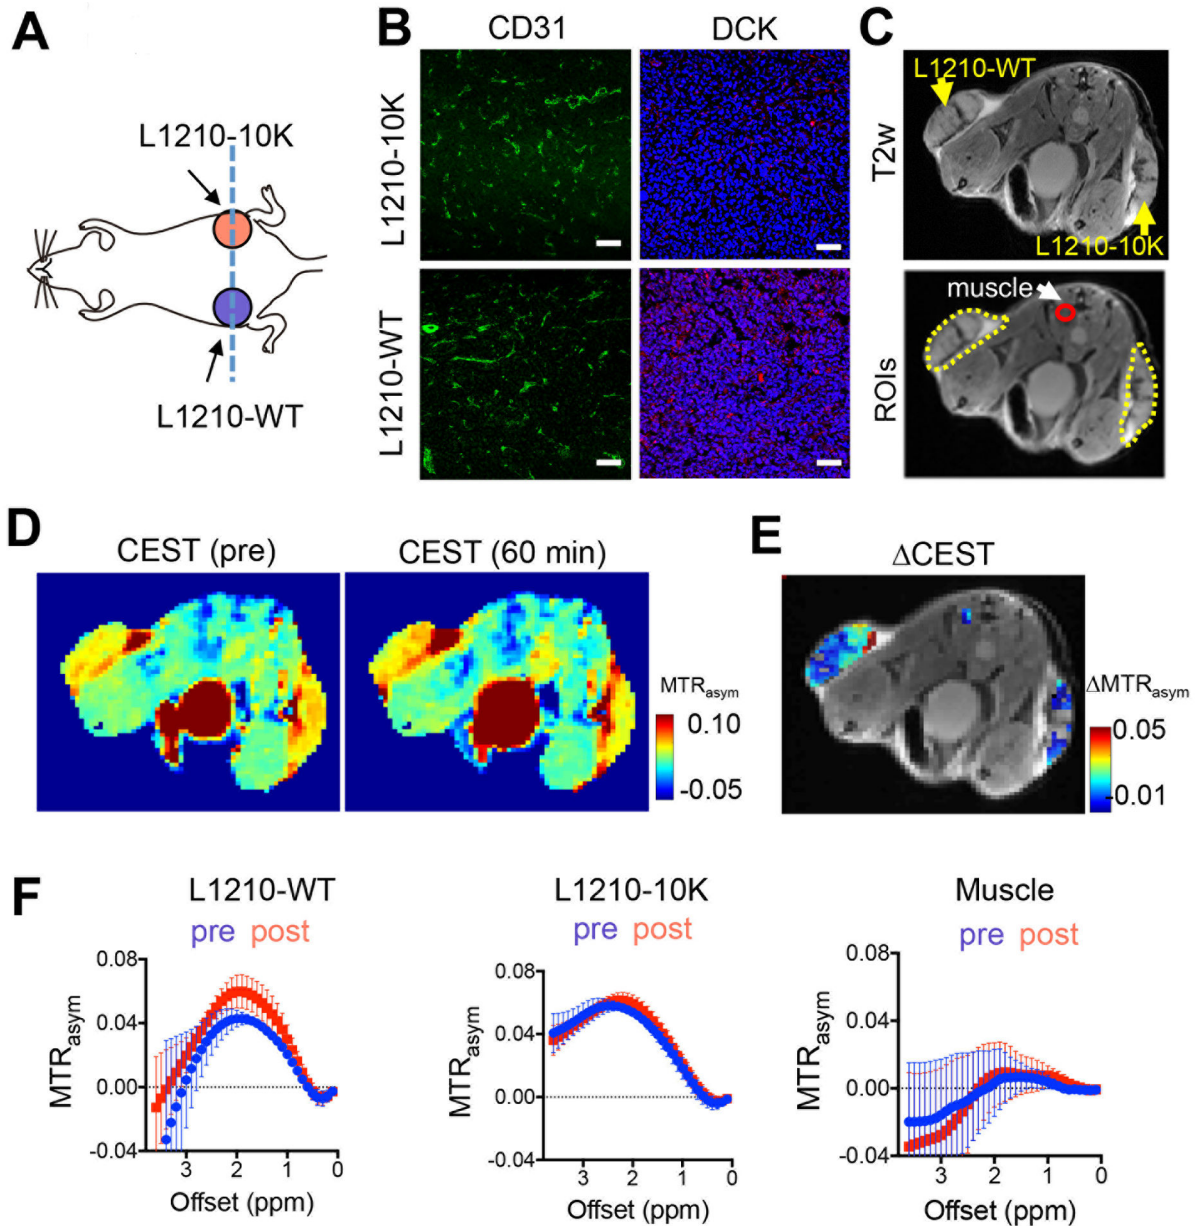 A
L1210-10K
L1210-WT
B
CD31
DCK
L1210-10K
L1210-WT
C
T2w
L1210-WT
L1210-10K
ROIs
muscle
D
CEST (pre)
CEST (60 min)
MTRasym
0.10
-0.05
E
ΔCEST
ΔMTRasym
0.05
-0.01
F
L1210-WT
pre post
0.08
0.04
0.00
-0.04
MTRasym
3 2 1 0
Offset (ppm)
L1210-10K
pre post
0.08
0.04
0.00
-0.04
MTRasym
3 2 1 0
Offset (ppm)
Muscle
pre post
0.08
0.04
0.00
-0.04
MTRasym
3 2 1 0
Offset (ppm)